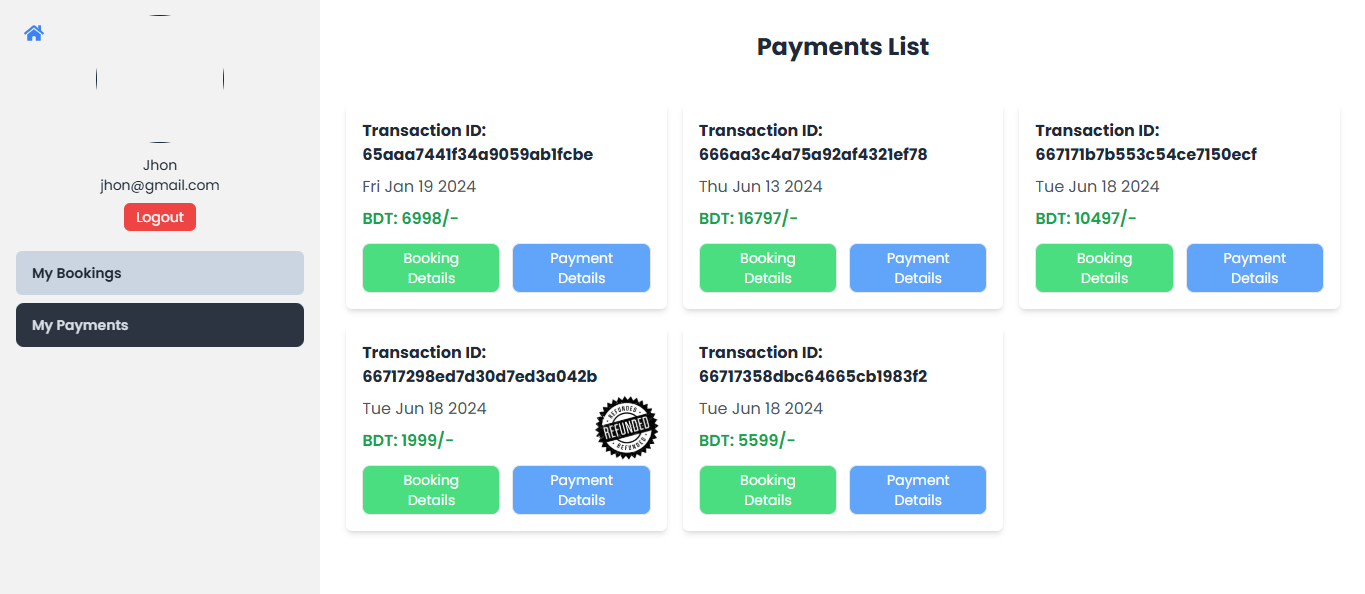 Payments List
Jhon
jhon@gmail.com
Logout
My Bookings
My Payments
Transaction ID:
65aaa7441f34a9059ab1fcbe
Fri Jan 19 2024
BDT: 6998/-
Booking
Details
Payment
Details
Transaction ID:
666aa3c4a75a92af4321ef78
Thu Jun 13 2024
BDT: 16797/-
Booking
Details
Payment
Details
Transaction ID:
667171b7b553c54ce7150ecf
Tue Jun 18 2024
BDT: 10497/-
Booking
Details
Payment
Details
Transaction ID:
66717298ed7d30d7ed3a042b
Tue Jun 18 2024
BDT: 1999/-
REFUNDED
REFUNDED
REFUNDED
Booking
Details
Payment
Details
Transaction ID:
66717358dbc64665cb1983f2
Tue Jun 18 2024
BDT: 5599/-
Booking
Details
Payment
Details